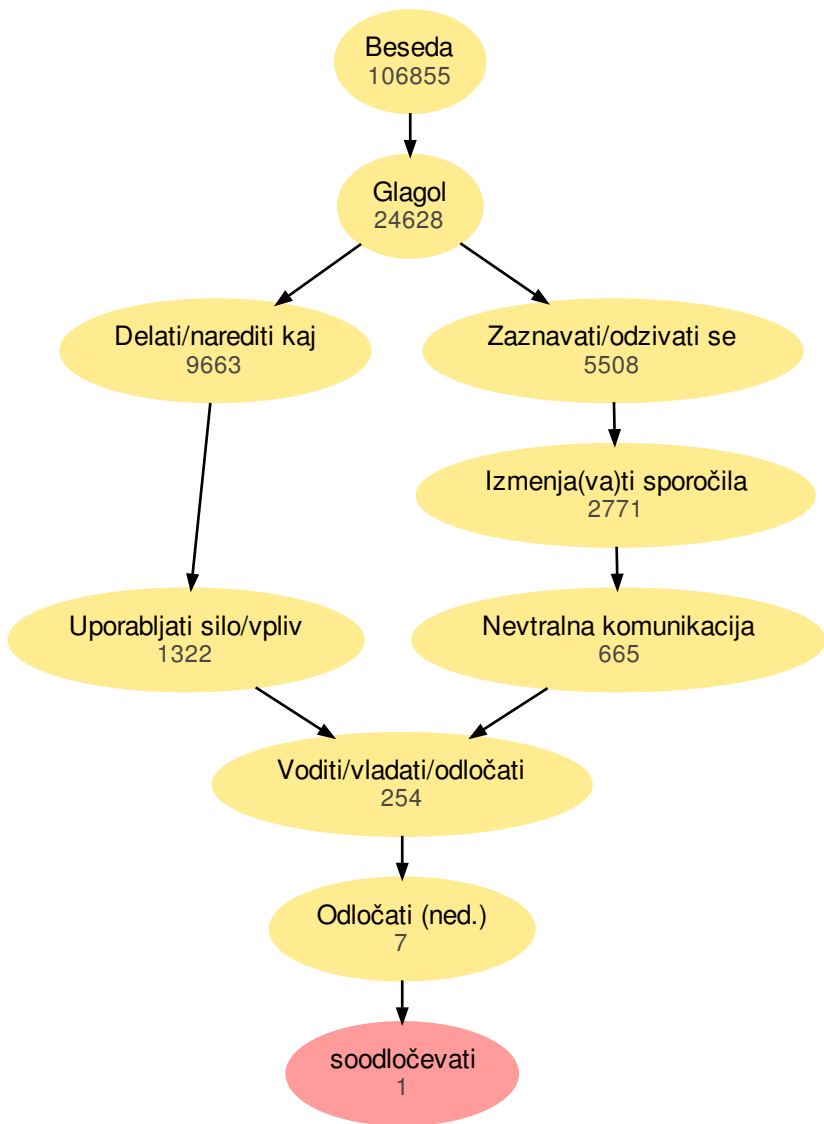 Beseda
106855
Glagol
24628
Delati/narediti kaj
9663
Zaznavati/odzivati se
5508
Izmenja(va)ti sporočila
2771
Uporabljati silo/vpliv
1322
Nevtralna komunikacija
665
Voditi/vladati/odločati
254
Odločati (ned.)
7
soodločevati
1